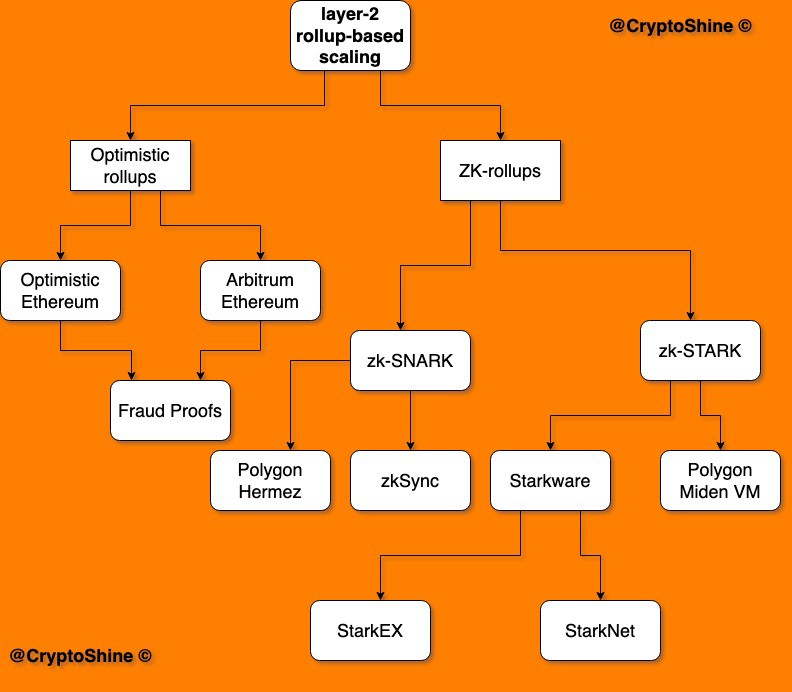 layer-2
rollup-based
scaling
@CryptoShine ©
Optimistic
rollups
ZK-rollups
Optimistic
Ethereum
Arbitrum
Ethereum
zk-SNARK
zk-STARK
Fraud Proofs
Polygon
Hermez
zkSync
Starkware
Polygon
Miden VM
StarkEX
StarkNet
@CryptoShine ©